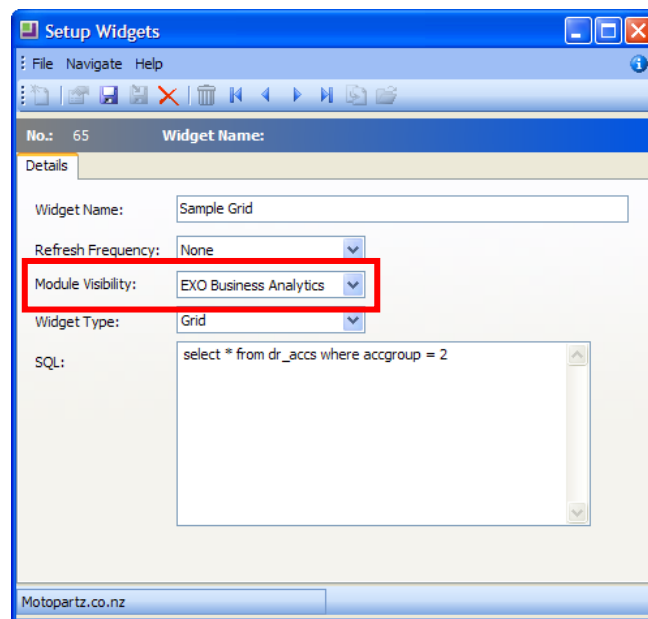 Setup Widgets
File Navigate Help
No.: 65 Widget Name:
Details
Widget Name: Sample Grid
Refresh Frequency: None
Module Visibility: EXO Business Analytics
Widget Type: Grid
SQL: select * from dr_accs where accgroup = 2
Motopartz.co.nz